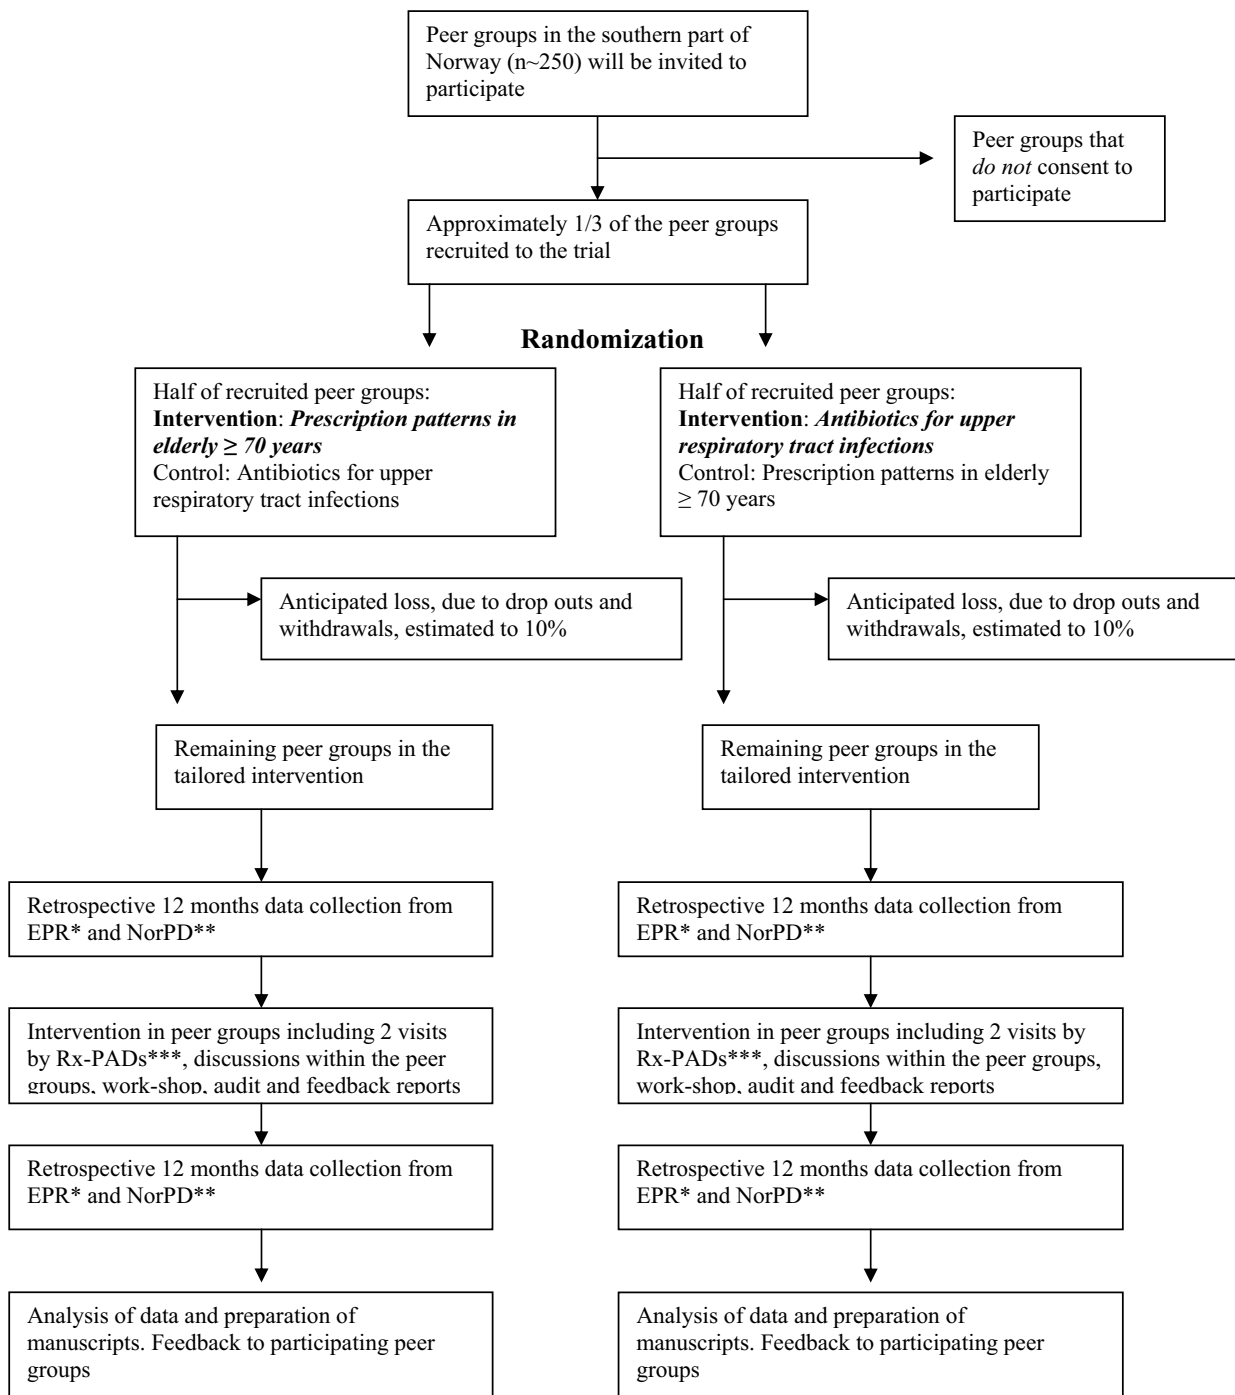 Peer groups in the southern part of
Norway (n~250) will be invited to
participate
Peer groups that
do not consent to
participate
Approximately 1/3 of the peer groups
recruited to the trial
Randomization
Half of recruited peer groups:
Intervention: Prescription patterns in
elderly ≥ 70 years
Control: Antibiotics for upper
respiratory tract infections
Half of recruited peer groups:
Intervention: Antibiotics for upper
respiratory tract infections
Control: Prescription patterns in elderly
≥ 70 years
Anticipated loss, due to drop outs and
withdrawals, estimated to 10%
Anticipated loss, due to drop outs and
withdrawals, estimated to 10%
Remaining peer groups in the
tailored intervention
Remaining peer groups in the
tailored intervention
Retrospective 12 months data collection from
EPR* and NorPD**
Retrospective 12 months data collection from
EPR* and NorPD**
Intervention in peer groups including 2 visits
by Rx-PADs***, discussions within the peer
groups, work-shop, audit and feedback reports
Intervention in peer groups including 2 visits by
Rx-PADs***, discussions within the peer groups,
work-shop, audit and feedback reports
Retrospective 12 months data collection from
EPR* and NorPD**
Retrospective 12 months data collection from
EPR* and NorPD**
Analysis of data and preparation of
manuscripts. Feedback to participating peer
groups
Analysis of data and preparation of
manuscripts. Feedback to participating peer
groups